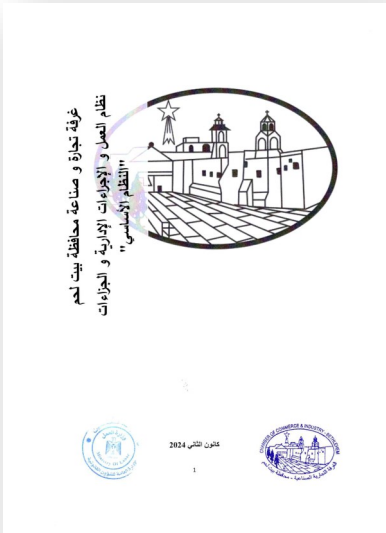 غرفة تجارة و صناعة محافظة بيت لحم
نظام العمل و الإجراءات الإدارية و الجزاءات
"النظام الأساسي"
كانون الثاني 2024
CHAMBER OF COMMERCE & INDUSTRY - BETHLEHEM
الغرفة التجارية الصناعية - محافظة بيت لحم
1